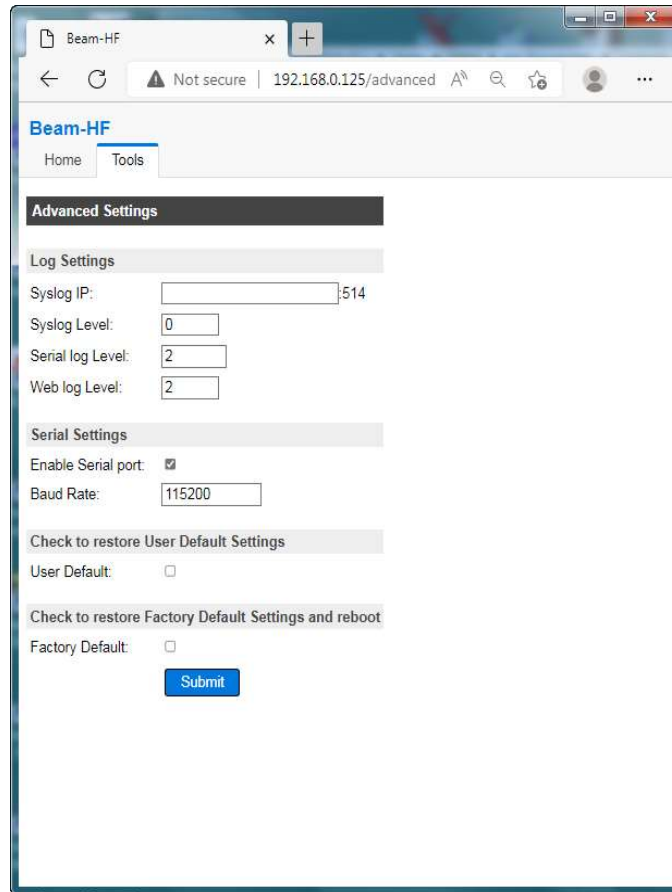 Beam-HF
Not secure | 192.168.0.125/advanced
Beam-HF
Home Tools
Advanced Settings
Log Settings
Syslog IP: :514
Syslog Level: 0
Serial log Level: 2
Web log Level: 2
Serial Settings
Enable Serial port:
Baud Rate: 115200
Check to restore User Default Settings
User Default:
Check to restore Factory Default Settings and reboot
Factory Default:
Submit